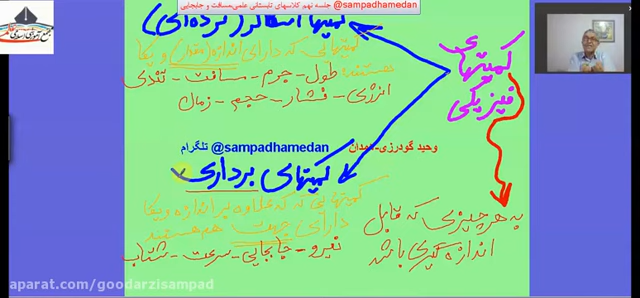 جلسه نهم کلاسهای تابستانی علمی-مسافت و جابجایی @sampadhamedan
کمیتهای اسکالر (نرده‌ای)
کمیتهای فیزیکی
کمیتهایی که دارای اندازه (مقدار) و یکا
هستند طول - جرم - مسافت - تندی
انرژی - فشار - حجم - زمان
وحید گودرزی-همدان @sampadhamedan تلگرام
کمیتهای برداری
کمیتهایی که علاوه بر اندازه و یکا
دارای جهت هم هستند
نیرو - جابجایی - سرعت - شتاب
به هر چیزی که قابل
اندازه گیری باشد
aparat.com/goodarzisampad